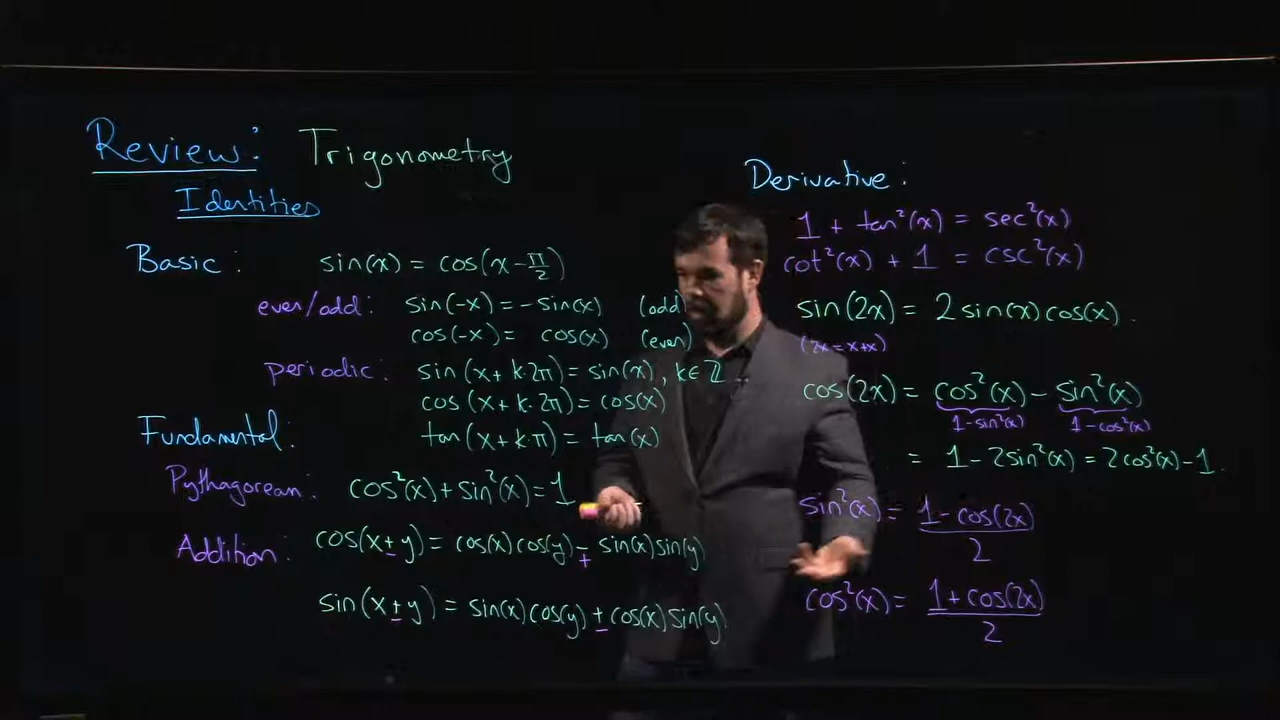 Review: Trigonometry
Identities
Basic: sin(x) = cos(x - π/2)
even/odd: sin(-x) = -sin(x) (odd)
cos(-x) = cos(x) (even)
periodic: sin(x + k·2π) = sin(x), k ∈ ℤ
cos(x + k·2π) = cos(x)
tan(x + k·π) = tan(x)
Fundamental:
Pythagorean: cos²(x) + sin²(x) = 1
Addition: cos(x ± y) = cos(x)cos(y) ∓ sin(x)sin(y)
sin(x ± y) = sin(x)cos(y) ± cos(x)sin(y)
Derivative:
1 + tan²(x) = sec²(x)
cot²(x) + 1 = csc²(x)
sin(2x) = 2sin(x)cos(x).
(2x = x+x)
cos(2x) = cos²(x) - sin²(x)
1-sin²(x) 1-cos²(x)
= 1 - 2sin²(x) = 2cos²(x) - 1.
sin²(x) = (1 - cos(2x))/2
cos²(x) = (1 + cos(2x))/2